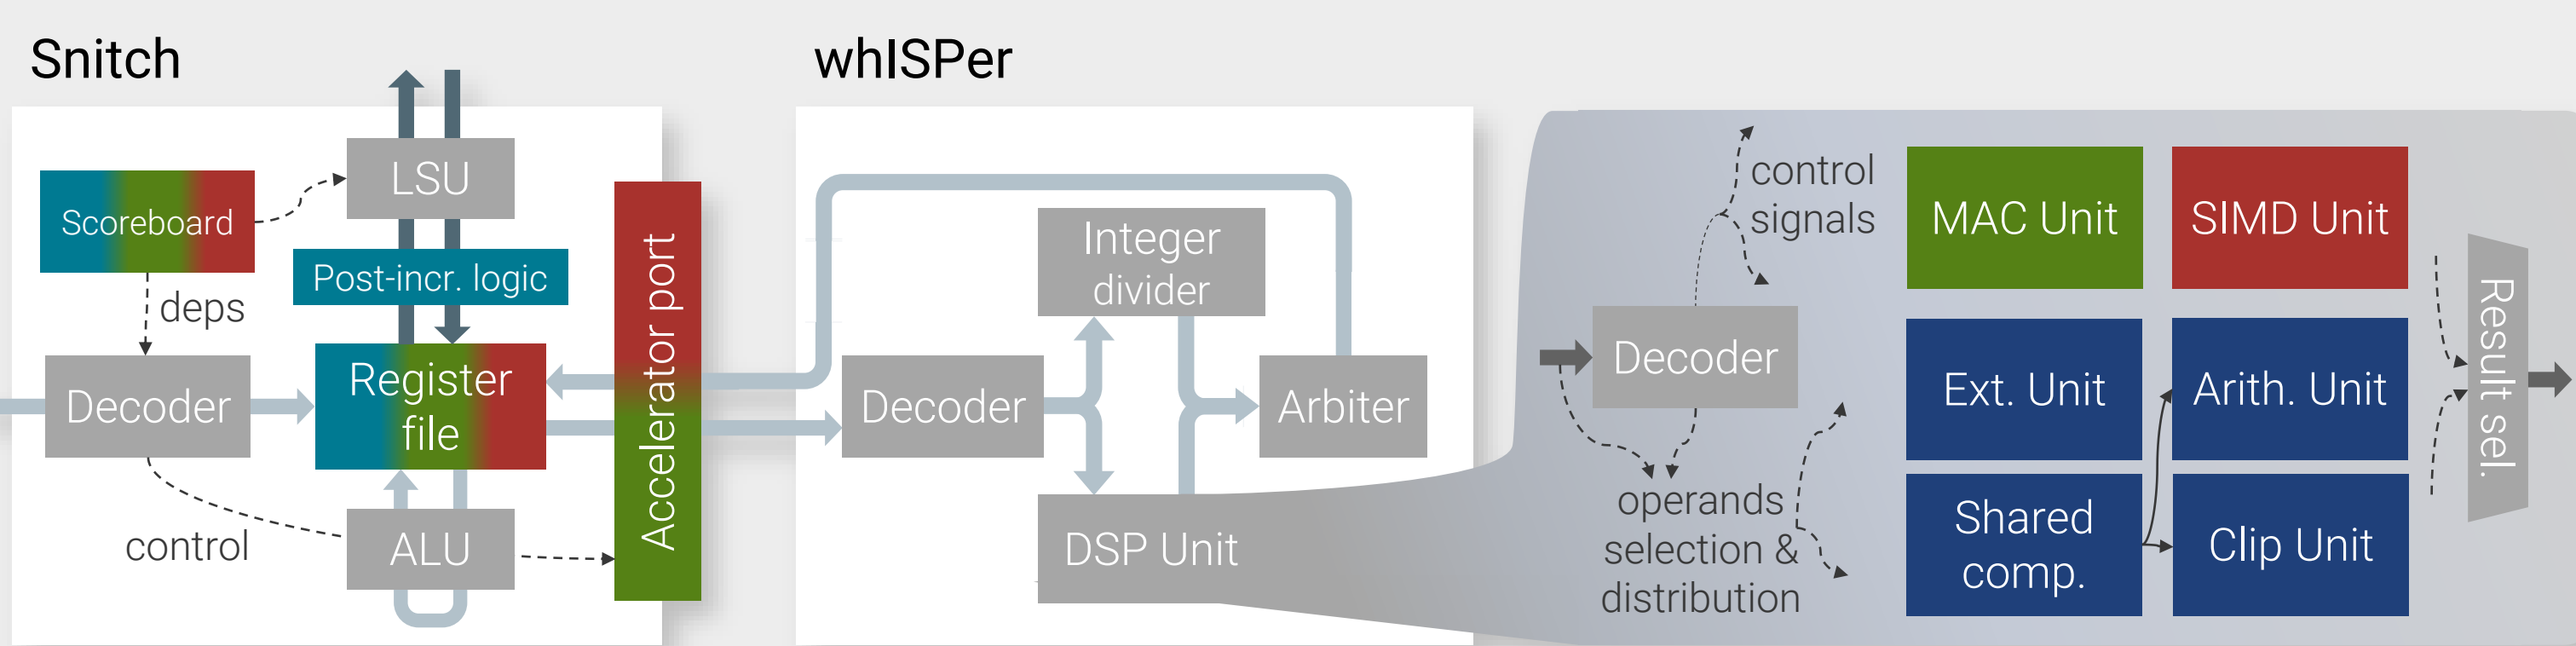 Snitch
whISPer
Scoreboard
LSU
Post-incr. logic
deps
Decoder
Register
file
control
ALU
Accelerator port
Integer
divider
Decoder
Arbiter
DSP Unit
control
signals
Decoder
operands
selection &
distribution
MAC Unit
SIMD Unit
Ext. Unit
Arith. Unit
Shared
comp.
Clip Unit
Result sel.